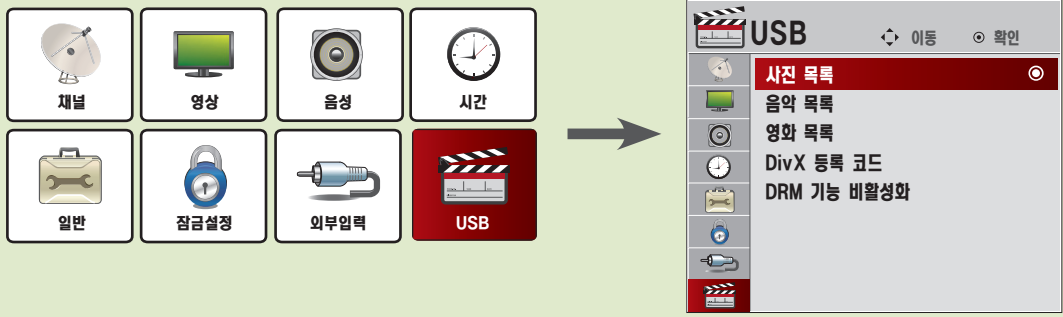 채널 영상 음성 시간
일반 잠금설정 외부입력 USB
USB 이동 확인
사진 목록
음악 목록
영화 목록
DivX 등록 코드
DRM 기능 비활성화